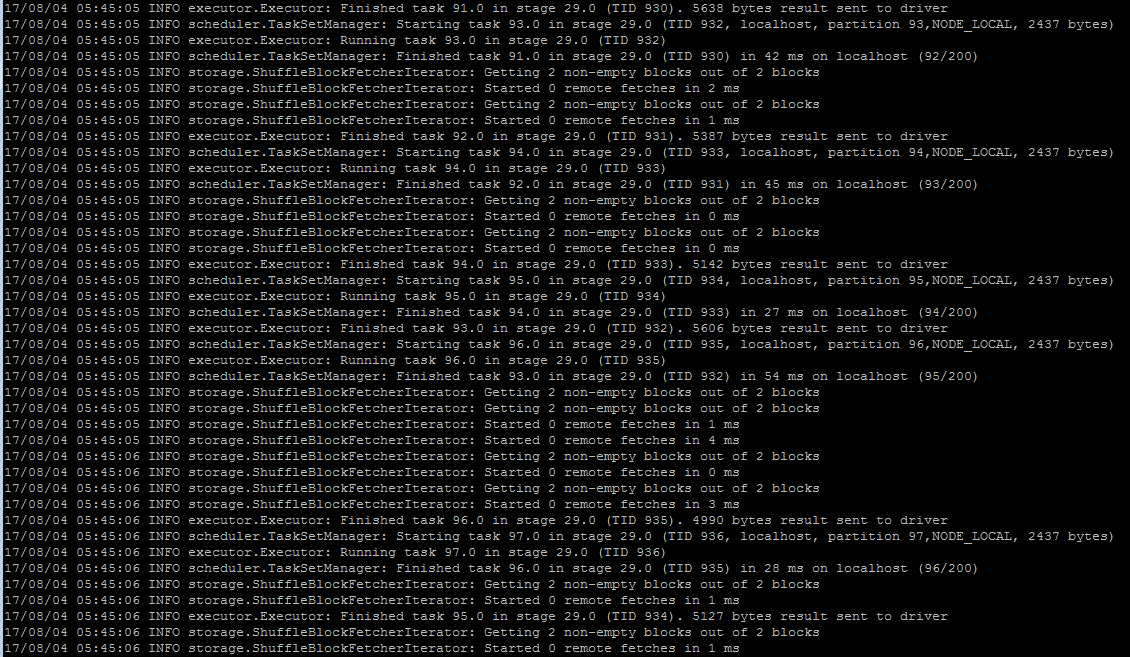 17/08/04 05:45:05 INFO executor.Executor: Finished task 91.0 in stage 29.0 (TID 930). 5638 bytes result sent to driver
17/08/04 05:45:05 INFO scheduler.TaskSetManager: Starting task 93.0 in stage 29.0 (TID 932, localhost, partition 93,NODE_LOCAL, 2437 bytes)
17/08/04 05:45:05 INFO executor.Executor: Running task 93.0 in stage 29.0 (TID 932)
17/08/04 05:45:05 INFO scheduler.TaskSetManager: Finished task 91.0 in stage 29.0 (TID 930) in 42 ms on localhost (92/200)
17/08/04 05:45:05 INFO storage.ShuffleBlockFetcherIterator: Getting 2 non-empty blocks out of 2 blocks
17/08/04 05:45:05 INFO storage.ShuffleBlockFetcherIterator: Started 0 remote fetches in 2 ms
17/08/04 05:45:05 INFO storage.ShuffleBlockFetcherIterator: Getting 2 non-empty blocks out of 2 blocks
17/08/04 05:45:05 INFO storage.ShuffleBlockFetcherIterator: Started 0 remote fetches in 1 ms
17/08/04 05:45:05 INFO executor.Executor: Finished task 92.0 in stage 29.0 (TID 931). 5387 bytes result sent to driver
17/08/04 05:45:05 INFO scheduler.TaskSetManager: Starting task 94.0 in stage 29.0 (TID 933, localhost, partition 94,NODE_LOCAL, 2437 bytes)
17/08/04 05:45:05 INFO executor.Executor: Running task 94.0 in stage 29.0 (TID 933)
17/08/04 05:45:05 INFO scheduler.TaskSetManager: Finished task 92.0 in stage 29.0 (TID 931) in 45 ms on localhost (93/200)
17/08/04 05:45:05 INFO storage.ShuffleBlockFetcherIterator: Getting 2 non-empty blocks out of 2 blocks
17/08/04 05:45:05 INFO storage.ShuffleBlockFetcherIterator: Started 0 remote fetches in 0 ms
17/08/04 05:45:05 INFO storage.ShuffleBlockFetcherIterator: Getting 2 non-empty blocks out of 2 blocks
17/08/04 05:45:05 INFO storage.ShuffleBlockFetcherIterator: Started 0 remote fetches in 0 ms
17/08/04 05:45:05 INFO executor.Executor: Finished task 94.0 in stage 29.0 (TID 933). 5142 bytes result sent to driver
17/08/04 05:45:05 INFO scheduler.TaskSetManager: Starting task 95.0 in stage 29.0 (TID 934, localhost, partition 95,NODE_LOCAL, 2437 bytes)
17/08/04 05:45:05 INFO executor.Executor: Running task 95.0 in stage 29.0 (TID 934)
17/08/04 05:45:05 INFO scheduler.TaskSetManager: Finished task 94.0 in stage 29.0 (TID 933) in 27 ms on localhost (94/200)
17/08/04 05:45:05 INFO executor.Executor: Finished task 93.0 in stage 29.0 (TID 932). 5606 bytes result sent to driver
17/08/04 05:45:05 INFO scheduler.TaskSetManager: Starting task 96.0 in stage 29.0 (TID 935, localhost, partition 96,NODE_LOCAL, 2437 bytes)
17/08/04 05:45:05 INFO executor.Executor: Running task 96.0 in stage 29.0 (TID 935)
17/08/04 05:45:05 INFO scheduler.TaskSetManager: Finished task 93.0 in stage 29.0 (TID 932) in 54 ms on localhost (95/200)
17/08/04 05:45:05 INFO storage.ShuffleBlockFetcherIterator: Getting 2 non-empty blocks out of 2 blocks
17/08/04 05:45:05 INFO storage.ShuffleBlockFetcherIterator: Getting 2 non-empty blocks out of 2 blocks
17/08/04 05:45:05 INFO storage.ShuffleBlockFetcherIterator: Started 0 remote fetches in 1 ms
17/08/04 05:45:05 INFO storage.ShuffleBlockFetcherIterator: Started 0 remote fetches in 4 ms
17/08/04 05:45:06 INFO storage.ShuffleBlockFetcherIterator: Getting 2 non-empty blocks out of 2 blocks
17/08/04 05:45:06 INFO storage.ShuffleBlockFetcherIterator: Started 0 remote fetches in 0 ms
17/08/04 05:45:06 INFO storage.ShuffleBlockFetcherIterator: Getting 2 non-empty blocks out of 2 blocks
17/08/04 05:45:06 INFO storage.ShuffleBlockFetcherIterator: Started 0 remote fetches in 3 ms
17/08/04 05:45:06 INFO executor.Executor: Finished task 96.0 in stage 29.0 (TID 935). 4990 bytes result sent to driver
17/08/04 05:45:06 INFO scheduler.TaskSetManager: Starting task 97.0 in stage 29.0 (TID 936, localhost, partition 97,NODE_LOCAL, 2437 bytes)
17/08/04 05:45:06 INFO executor.Executor: Running task 97.0 in stage 29.0 (TID 936)
17/08/04 05:45:06 INFO scheduler.TaskSetManager: Finished task 96.0 in stage 29.0 (TID 935) in 28 ms on localhost (96/200)
17/08/04 05:45:06 INFO storage.ShuffleBlockFetcherIterator: Getting 2 non-empty blocks out of 2 blocks
17/08/04 05:45:06 INFO storage.ShuffleBlockFetcherIterator: Started 0 remote fetches in 1 ms
17/08/04 05:45:06 INFO executor.Executor: Finished task 95.0 in stage 29.0 (TID 934). 5127 bytes result sent to driver
17/08/04 05:45:06 INFO storage.ShuffleBlockFetcherIterator: Getting 2 non-empty blocks out of 2 blocks
17/08/04 05:45:06 INFO storage.ShuffleBlockFetcherIterator: Started 0 remote fetches in 1 ms